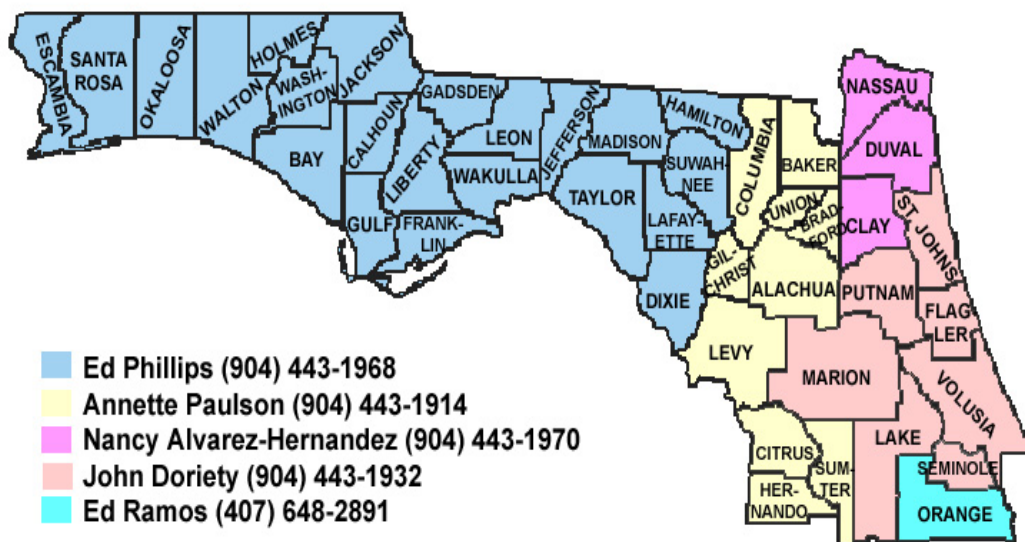 ESCAMBIA
SANTA
ROSA
OKALOOSA
WALTON
HOLMES
WASH-
INGTON
JACKSON
BAY
CALHOUN
GULF
LIBERTY
GADSDEN
LEON
WAKULLA
FRANK-
LIN
JEFFERSON
MADISON
TAYLOR
HAMILTON
SUWAH-
NEE
LAFAY-
ETTE
DIXIE
COLUMBIA
BAKER
UNION
BRAD-
FORD
GIL-
CHRIST
ALACHUA
LEVY
NASSAU
DUVAL
CLAY
ST. JOHNS
PUTNAM
FLAG-
LER
MARION
VOLUSIA
LAKE
SEMINOLE
ORANGE
CITRUS
SUM-
TER
HER-
NANDO
Ed Phillips (904) 443-1968
Annette Paulson (904) 443-1914
Nancy Alvarez-Hernandez (904) 443-1970
John Doriety (904) 443-1932
Ed Ramos (407) 648-2891